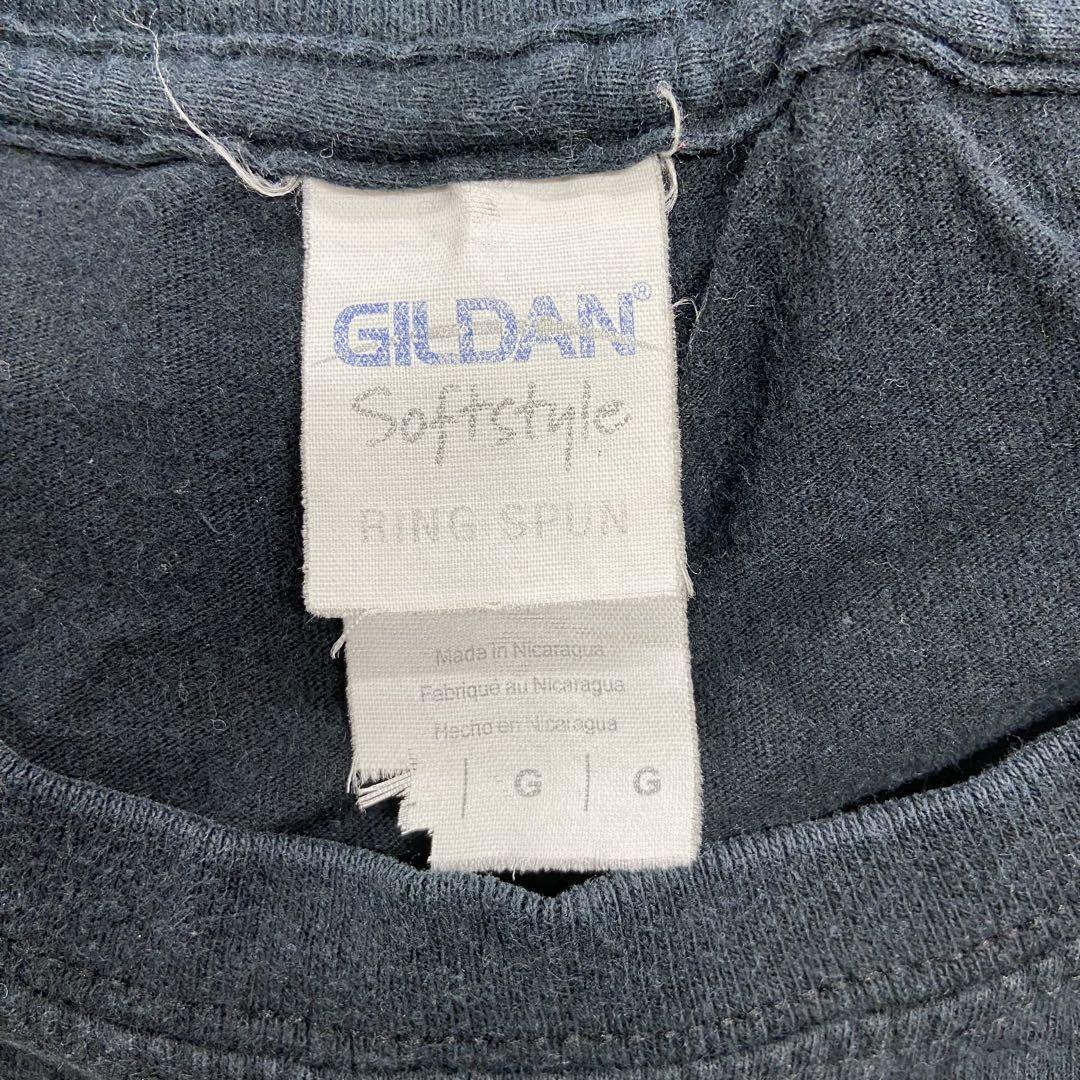 GILDAN®
Softstyle
RING SPUN
Made in Nicaragua
Fabriqué au Nicaragua
Hecho en Nicaragua
| G | G